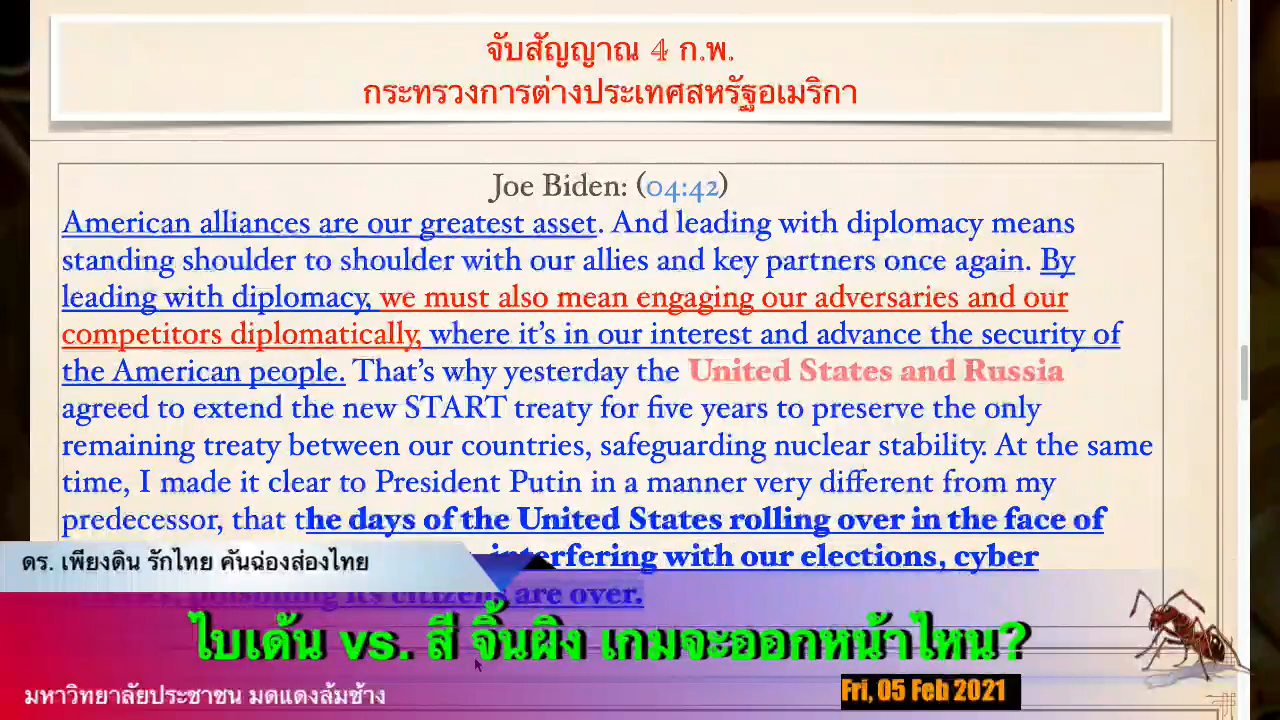 จับสัญญาณ 4 ก.พ.
กระทรวงการต่างประเทศสหรัฐอเมริกา
Joe Biden: (04:42)
American alliances are our greatest asset. And leading with diplomacy means
standing shoulder to shoulder with our allies and key partners once again. By
leading with diplomacy, we must also mean engaging our adversaries and our
competitors diplomatically, where it's in our interest and advance the security of
the American people. That's why yesterday the United States and Russia
agreed to extend the new START treaty for five years to preserve the only
remaining treaty between our countries, safeguarding nuclear stability. At the same
time, I made it clear to President Putin in a manner very different from my
predecessor, that the days of the United States rolling over in the face of
interfering with our elections, cyber
poisoning its citizens are over.
ดร. เพียงดิน รักไทย คันฉ่องส่องไทย
ไบเด้น vs. สี จิ้นผิง เกมจะออกหน้าไหน?
มหาวิทยาลัยประชาชน มดแดงล้มช้าง
Fri, 05 Feb 2021